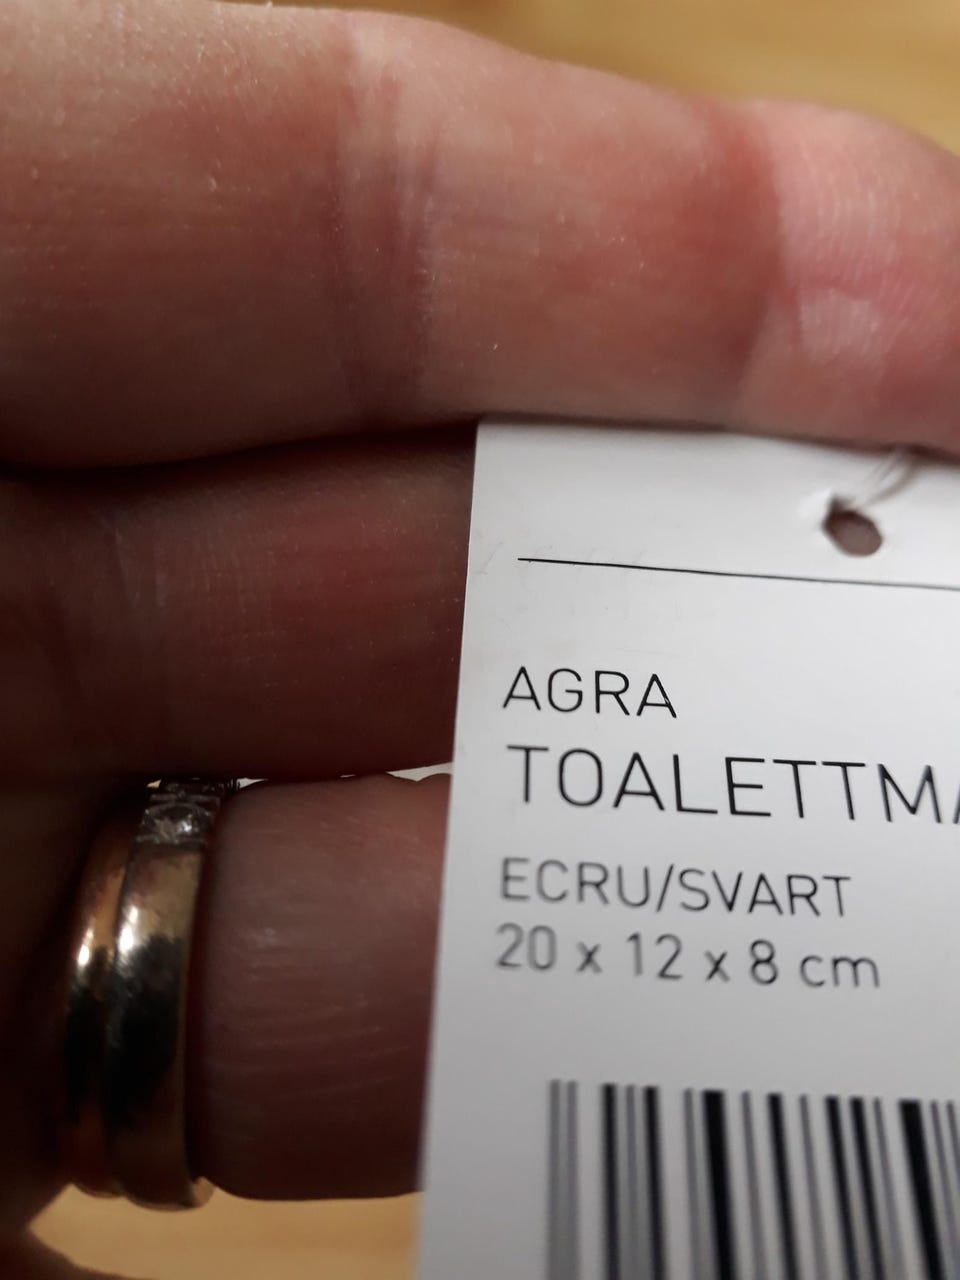 AGRA
TOALETTMA
ECRU/SVART
20 x 12 x 8 cm